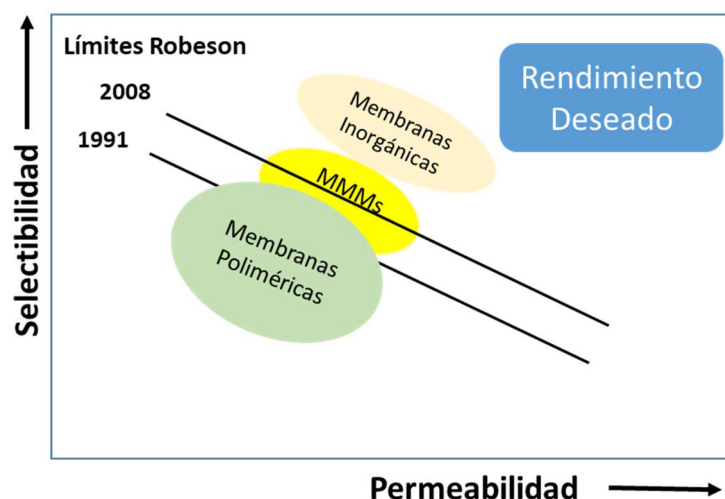 Límites Robeson
2008
1991
Rendimiento
Deseado
Membranas
Inorgánicas
MMMs
Membranas
Poliméricas
Selectibilidad
Permeabilidad